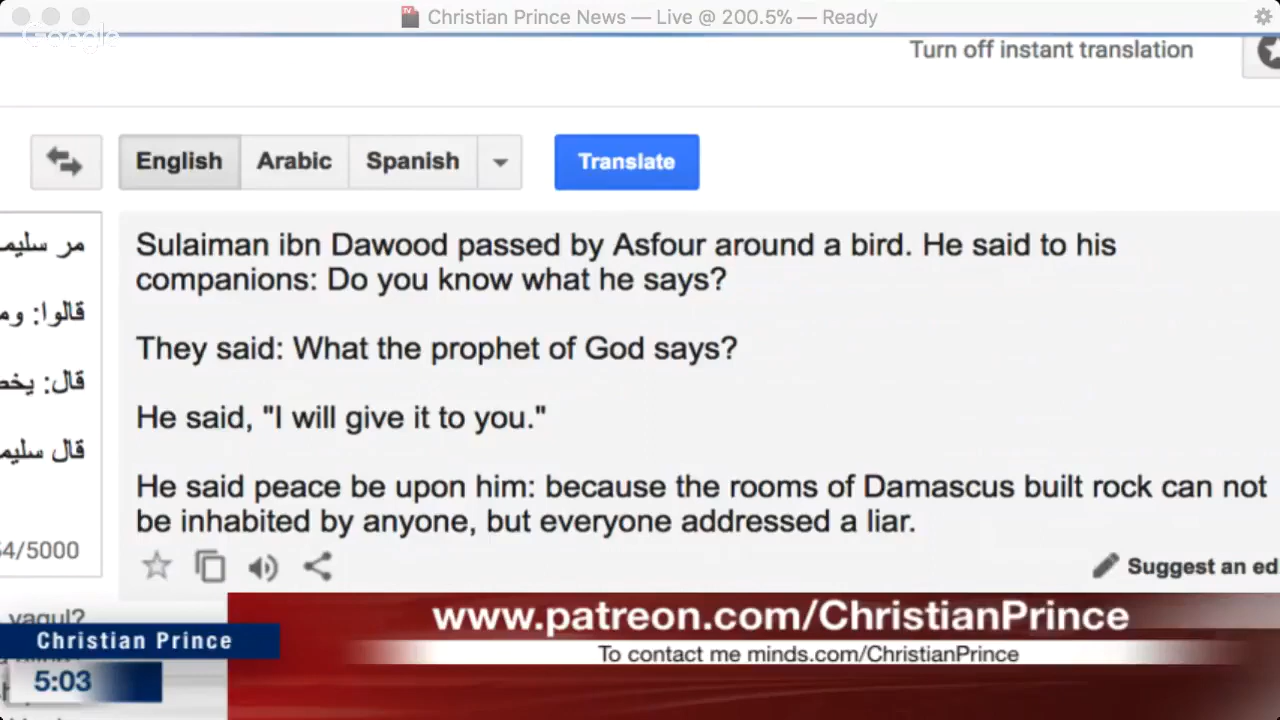 Christian Prince News — Live @ 200.5% — Ready
Google
Turn off instant translation
English Arabic Spanish Translate
مر سليم
Sulaiman ibn Dawood passed by Asfour around a bird. He said to his
companions: Do you know what he says?
قالوا: وم
They said: What the prophet of God says?
قال: يخط
He said, "I will give it to you."
قال سليم
He said peace be upon him: because the rooms of Damascus built rock can not
be inhabited by anyone, but everyone addressed a liar.
4/5000
Suggest an ed
yaqul?
www.patreon.com/ChristianPrince
Christian Prince
To contact me minds.com/ChristianPrince
5:03